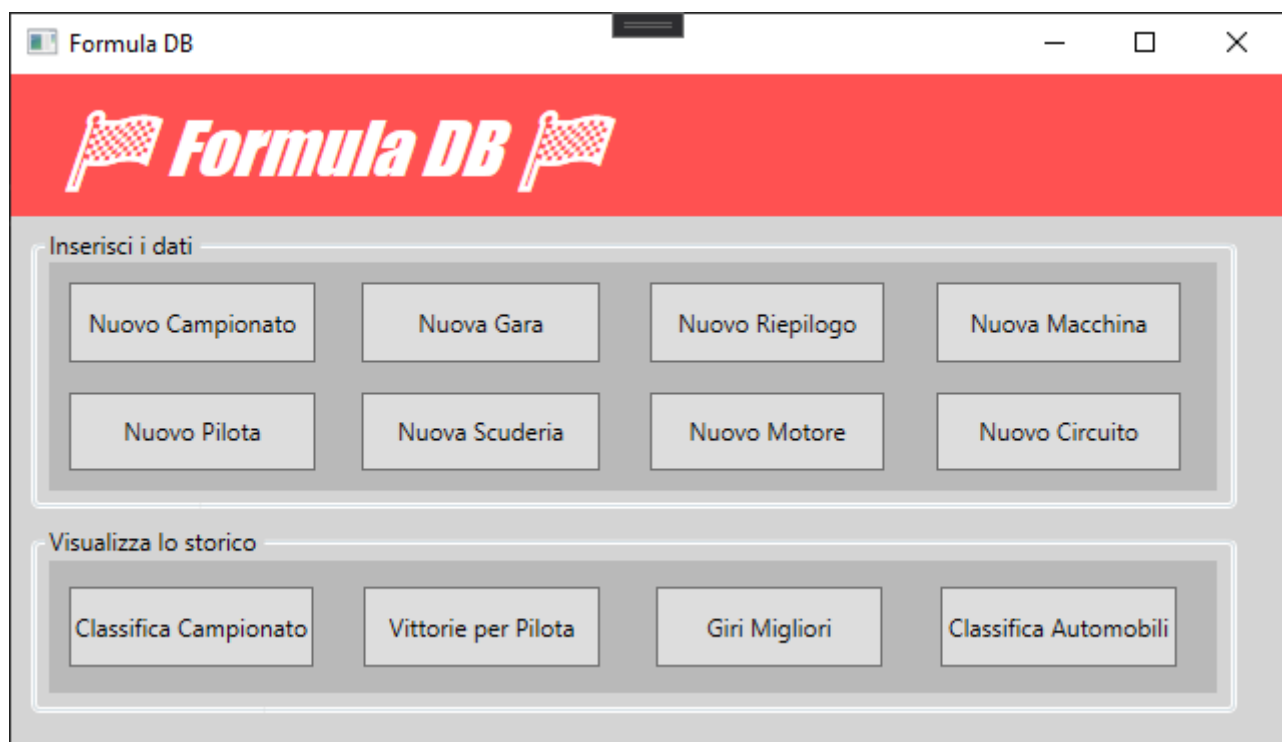 Formula DB
Formula DB
Inserisci i dati
Nuovo Campionato
Nuova Gara
Nuovo Riepilogo
Nuova Macchina
Nuovo Pilota
Nuova Scuderia
Nuovo Motore
Nuovo Circuito
Visualizza lo storico
Classifica Campionato
Vittorie per Pilota
Giri Migliori
Classifica Automobili